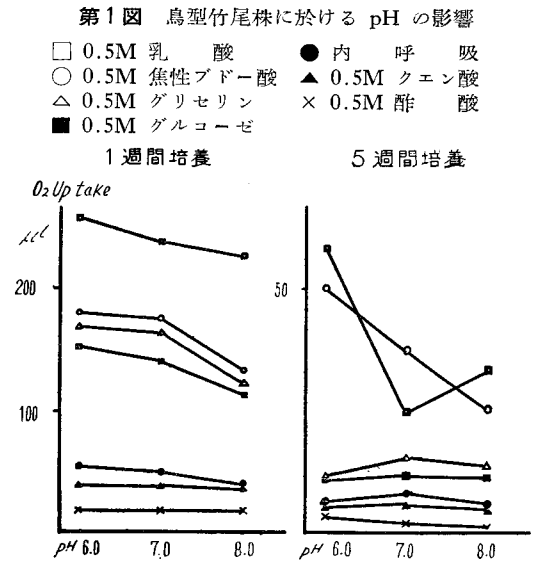 第1図 鳥型竹尾株に於ける pH の影響
□ 0.5M 乳酸 ● 内呼吸
○ 0.5M 焦性ブドー酸 ▲ 0.5M クエン酸
△ 0.5M グリセリン × 0.5M 酢酸
■ 0.5M グルコーゼ
1週間培養 5週間培養
O₂ Up take
μl
200 50
100
pH 6.0 7.0 8.0 pH 6.0 7.0 8.0